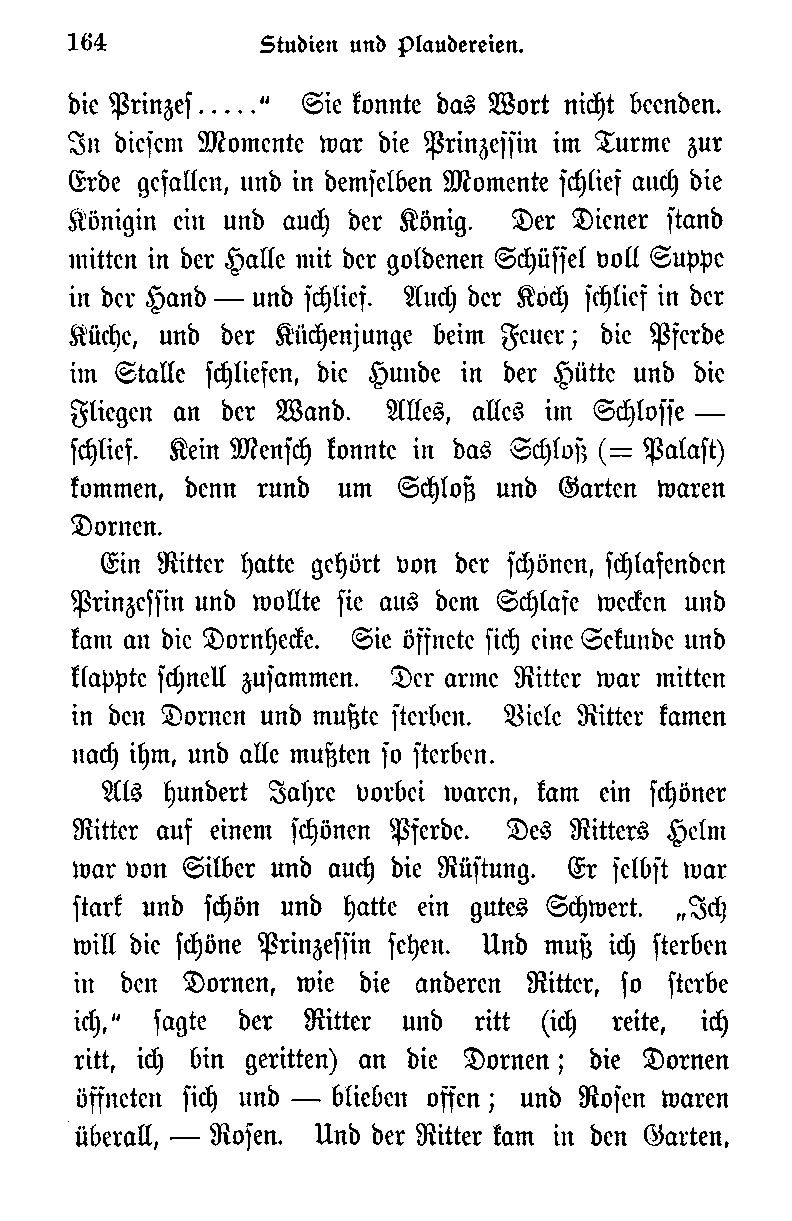 164 Studien und Plaudereien.
die Prinzes.....“ Sie konnte das Wort nicht beenden.
In diesem Momente war die Prinzessin im Turme zur
Erde gefallen, und in demselben Momente schlief auch die
Königin ein und auch der König. Der Diener stand
mitten in der Halle mit der goldenen Schüssel voll Suppe
in der Hand — und schlief. Auch der Koch schlief in der
Küche, und der Küchenjunge beim Feuer; die Pferde
im Stalle schliefen, die Hunde in der Hütte und die
Fliegen an der Wand. Alles, alles im Schlosse —
schlief. Kein Mensch konnte in das Schloß (= Palast)
kommen, denn rund um Schloß und Garten waren
Dornen.
Ein Ritter hatte gehört von der schönen, schlafenden
Prinzessin und wollte sie aus dem Schlafe wecken und
kam an die Dornhecke. Sie öffnete sich eine Sekunde und
klappte schnell zusammen. Der arme Ritter war mitten
in den Dornen und mußte sterben. Viele Ritter kamen
nach ihm, und alle mußten so sterben.
Als hundert Jahre vorbei waren, kam ein schöner
Ritter auf einem schönen Pferde. Des Ritters Helm
war von Silber und auch die Rüstung. Er selbst war
stark und schön und hatte ein gutes Schwert. „Ich
will die schöne Prinzessin sehen. Und muß ich sterben
in den Dornen, wie die anderen Ritter, so sterbe
ich,“ sagte der Ritter und ritt (ich reite, ich
ritt, ich bin geritten) an die Dornen; die Dornen
öffneten sich und — blieben offen; und Rosen waren
überall, — Rosen. Und der Ritter kam in den Garten,